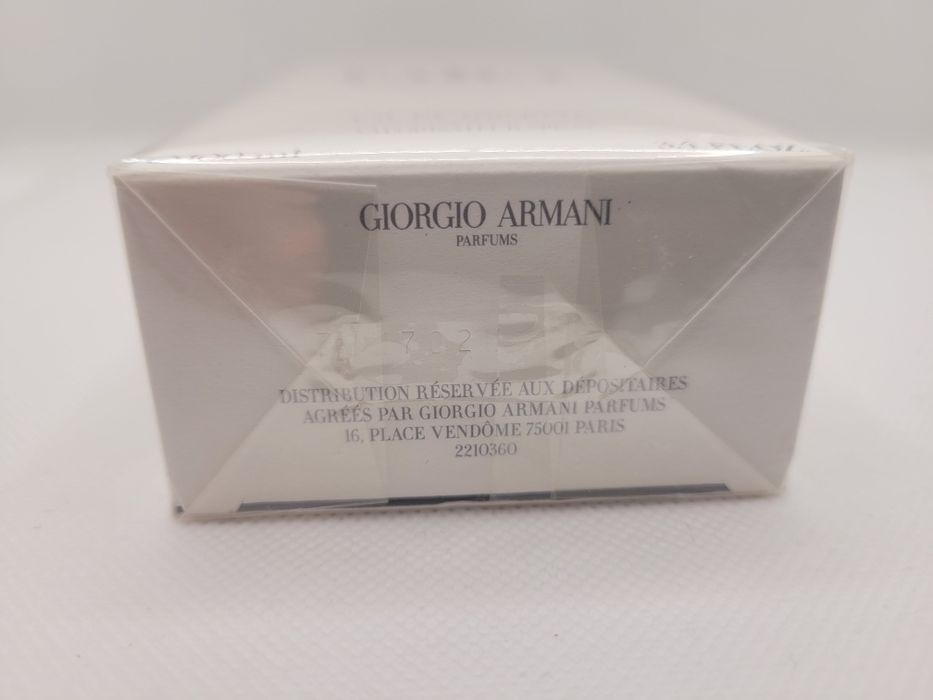 GIORGIO ARMANI
PARFUMS
DISTRIBUTION RÉSERVÉE AUX DÉPOSITAIRES
AGRÉÉS PAR GIORGIO ARMANI PARFUMS
16, PLACE VENDÔME 75001 PARIS
2210360